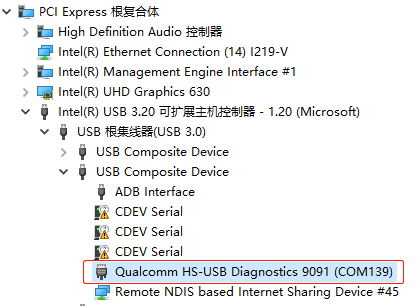 PCI Express 根复合体
High Definition Audio 控制器
Intel(R) Ethernet Connection (14) I219-V
Intel(R) Management Engine Interface #1
Intel(R) UHD Graphics 630
Intel(R) USB 3.20 可扩展主机控制器 - 1.20 (Microsoft)
USB 根集线器(USB 3.0)
USB Composite Device
USB Composite Device
ADB Interface
CDEV Serial
CDEV Serial
CDEV Serial
Qualcomm HS-USB Diagnostics 9091 (COM139)
Remote NDIS based Internet Sharing Device #45